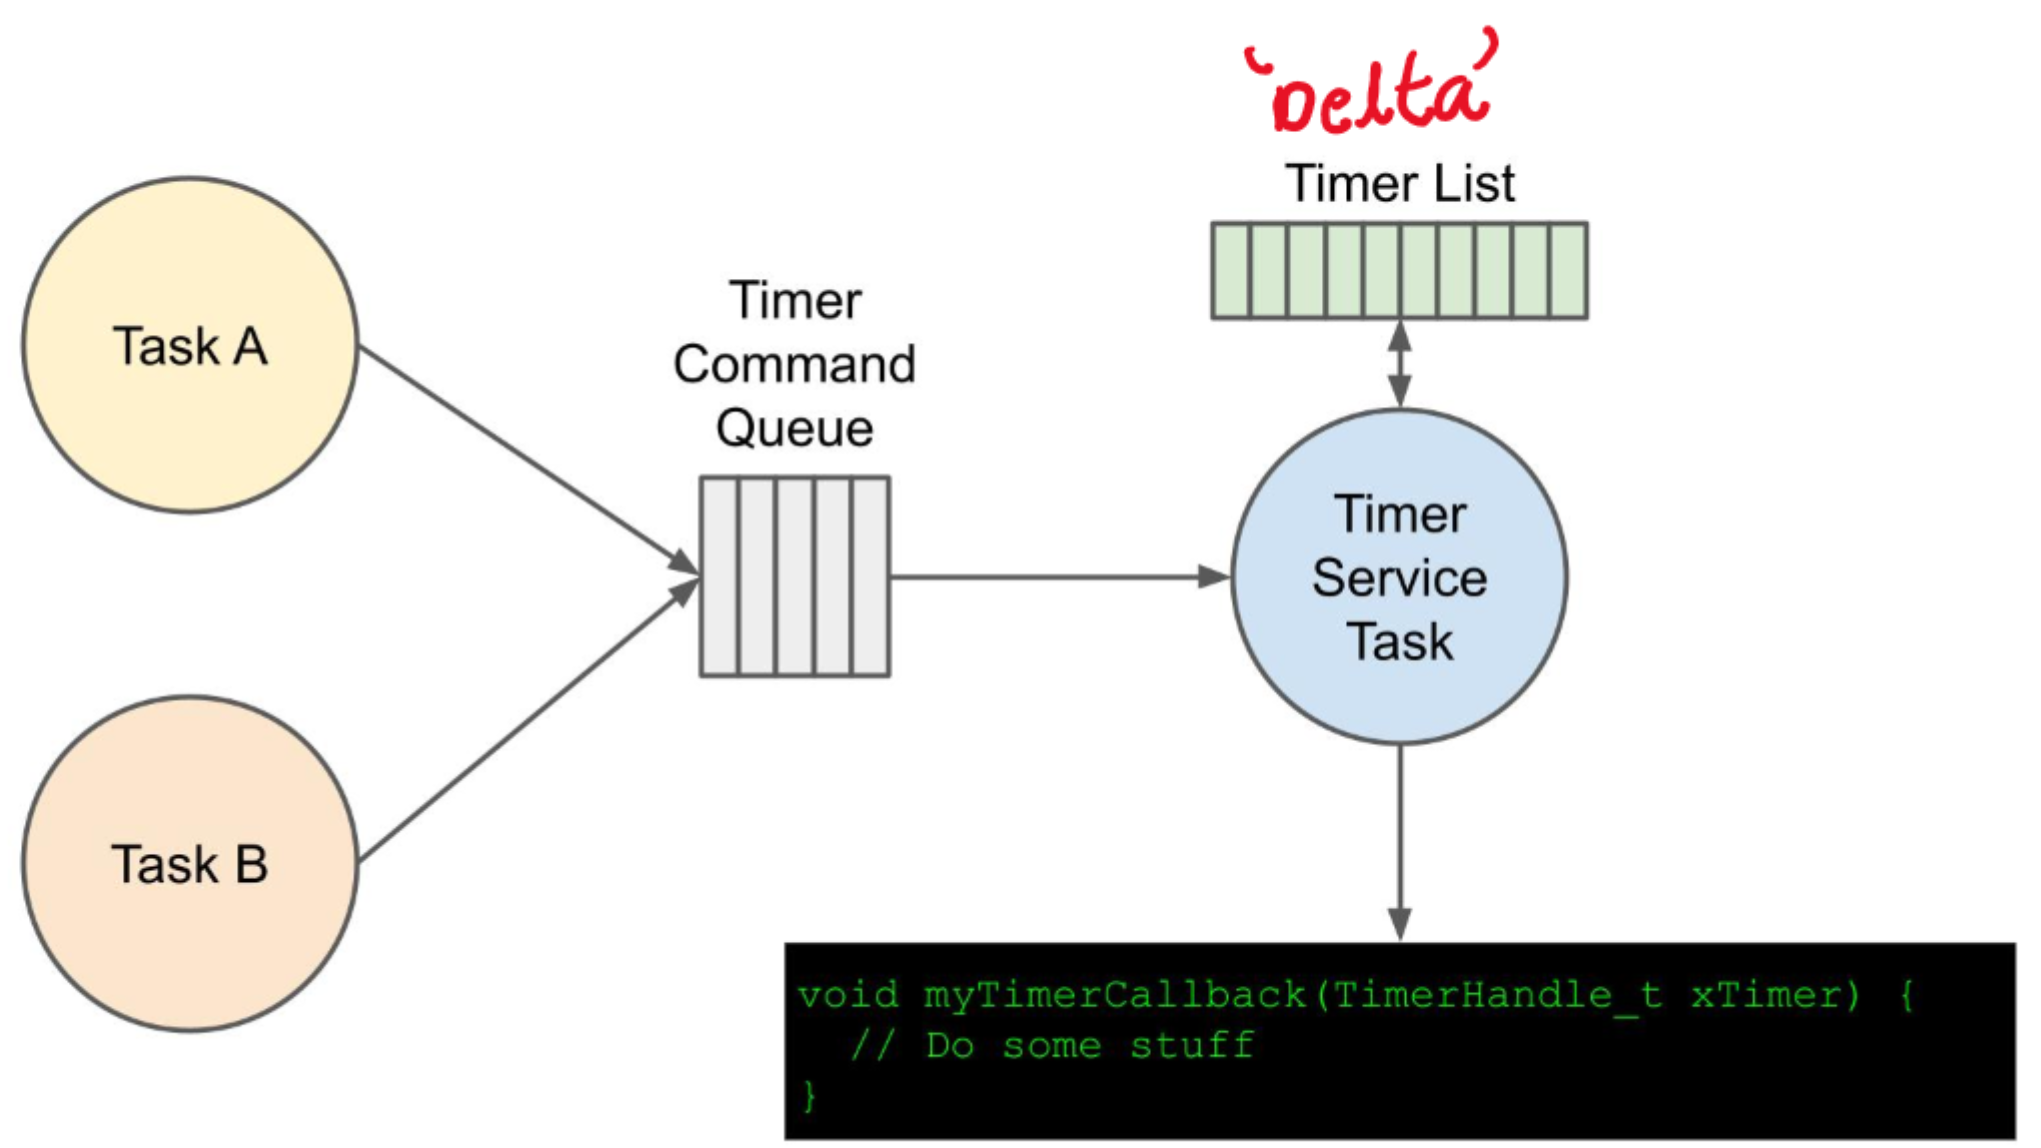 'Delta'
Timer List
Timer
Command
Queue
Task A
Timer
Service
Task
Task B
void myTimerCallback(TimerHandle_t xTimer) {
  // Do some stuff
}